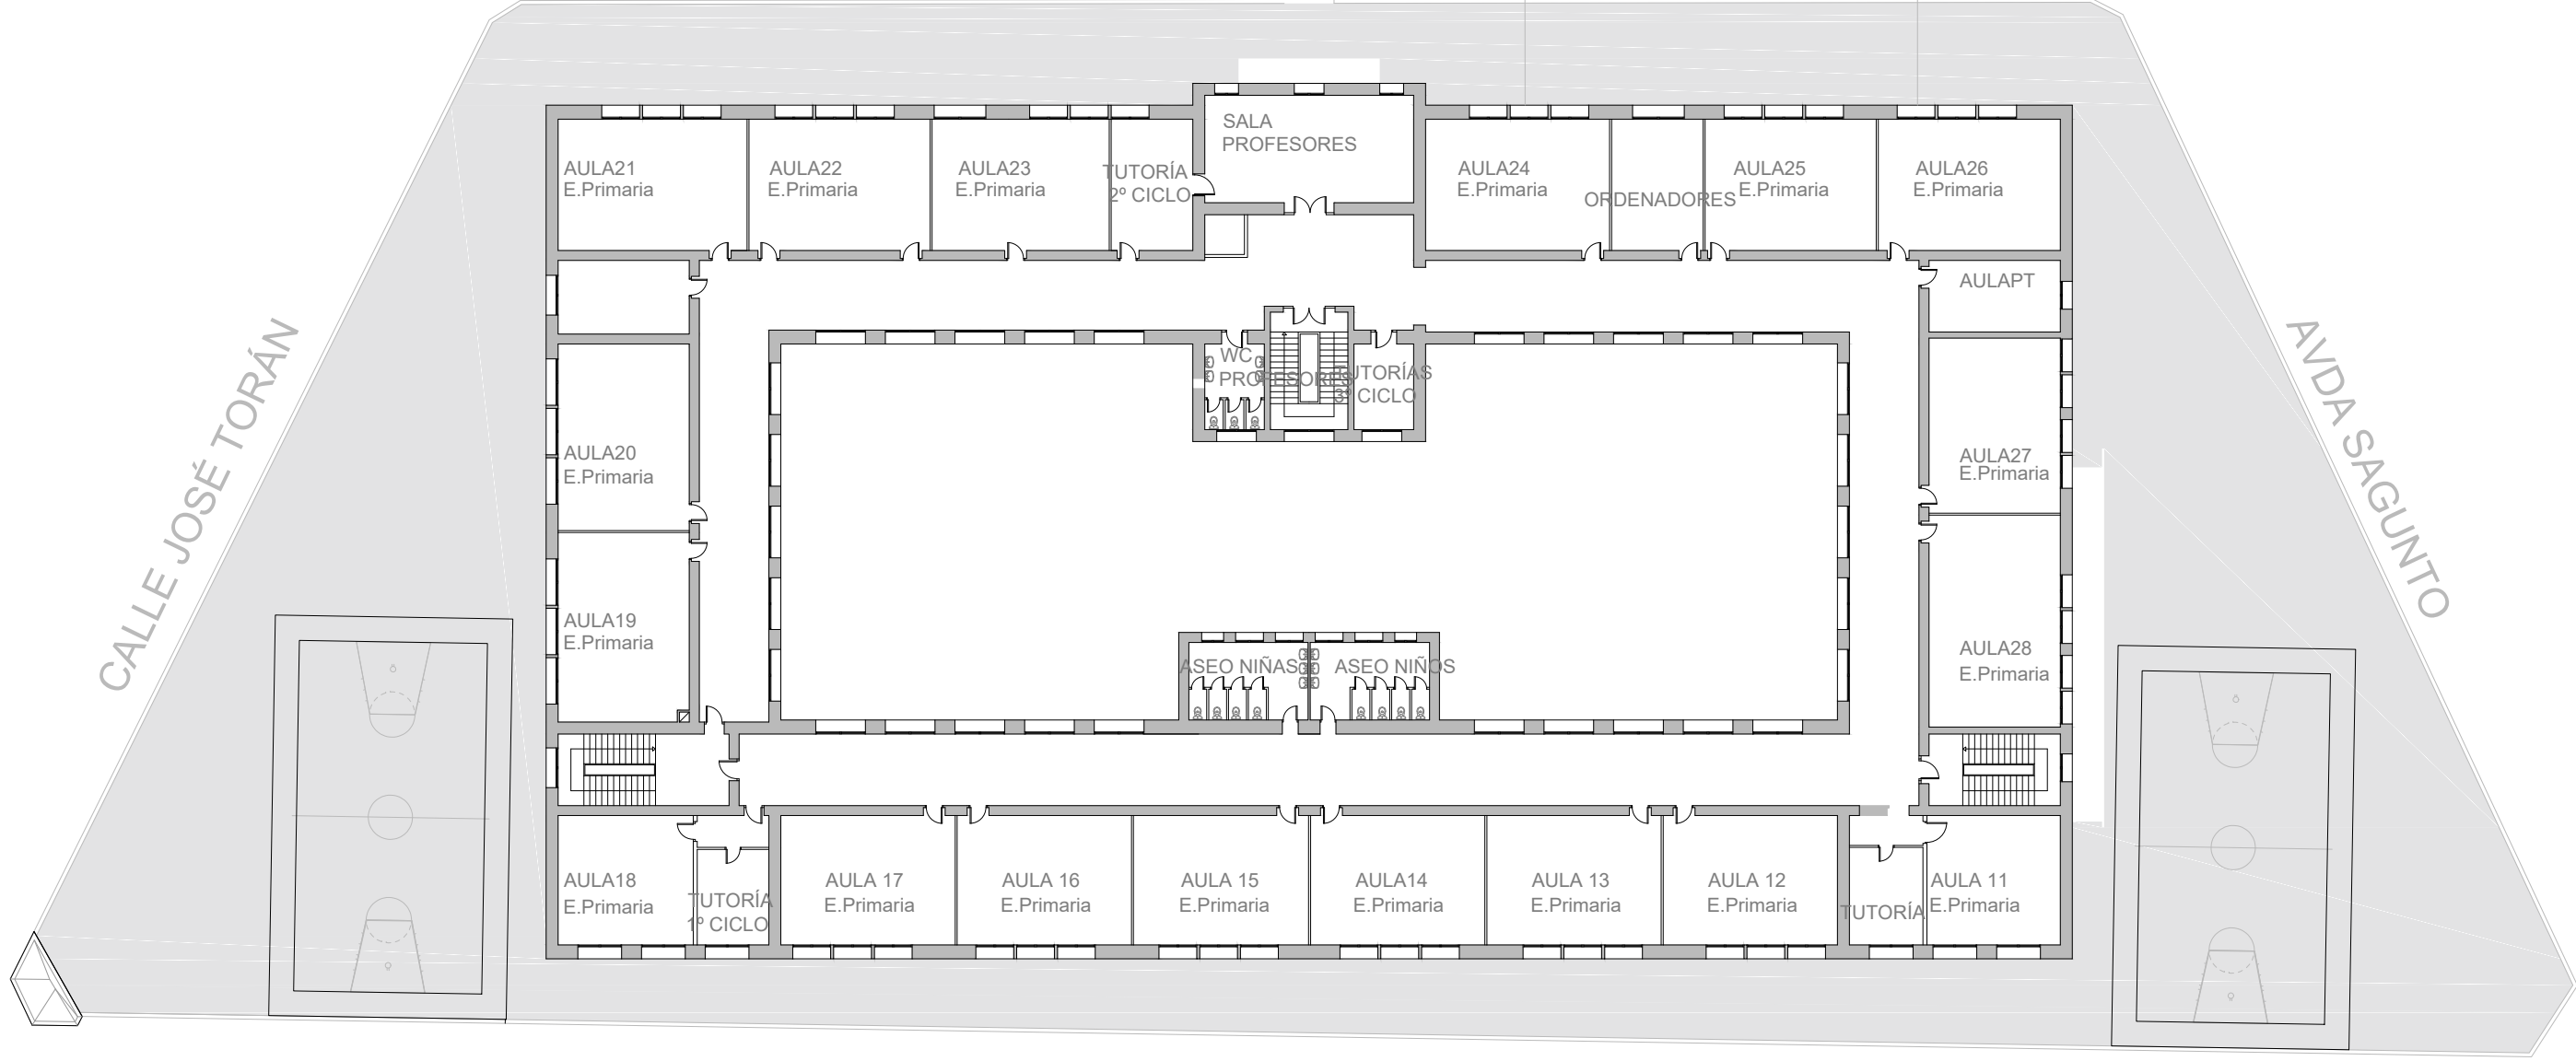 SALA
PROFESORES
AULA21
E.Primaria
AULA22
E.Primaria
AULA23
E.Primaria
TUTORÍA
2º CICLO
AULA24
E.Primaria
ORDENADORES
AULA25
E.Primaria
AULA26
E.Primaria
AULAPT
CALLE JOSÉ TORÁN
AVDA SAGUNTO
WC
PROFESORES
TUTORÍAS
3º CICLO
AULA20
E.Primaria
AULA27
E.Primaria
AULA19
E.Primaria
ASEO NIÑAS
ASEO NIÑOS
AULA28
E.Primaria
AULA18
E.Primaria
TUTORÍA
1º CICLO
AULA 17
E.Primaria
AULA 16
E.Primaria
AULA 15
E.Primaria
AULA14
E.Primaria
AULA 13
E.Primaria
AULA 12
E.Primaria
TUTORÍA
AULA 11
E.Primaria